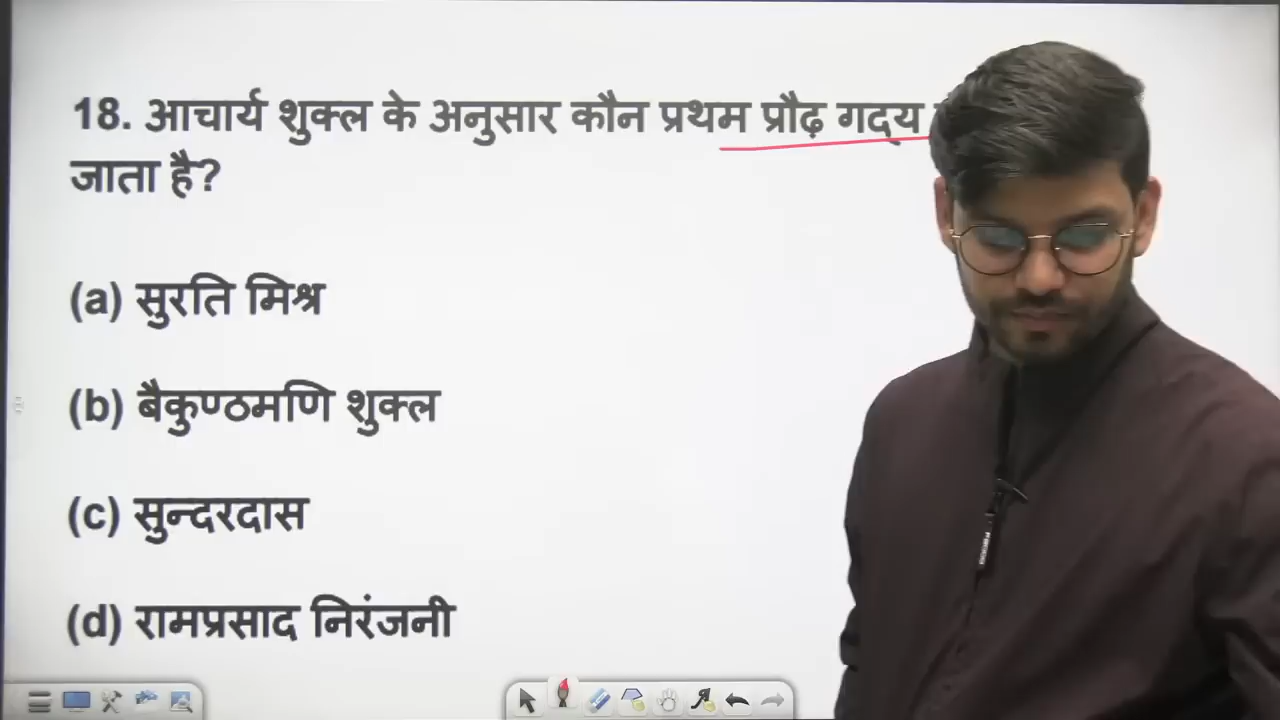 18. आचार्य शुक्ल के अनुसार कौन प्रथम प्रौढ़ गद्य
जाता है?
(a) सुरति मिश्र
(b) बैकुण्ठमणि शुक्ल
(c) सुन्दरदास
(d) रामप्रसाद निरंजनी